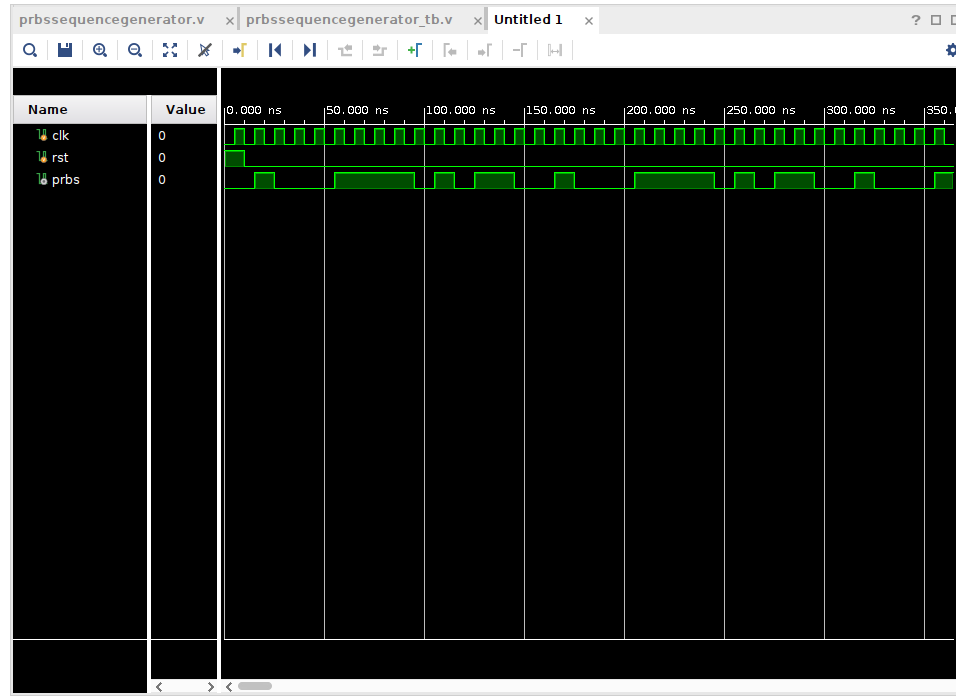 prbssequencegenerator.v × prbssequencegenerator_tb.v × Untitled 1 × ?
Name Value 0.000 ns 50.000 ns 100.000 ns 150.000 ns 200.000 ns 250.000 ns 300.000 ns 350.
clk 0
rst 0
prbs 0